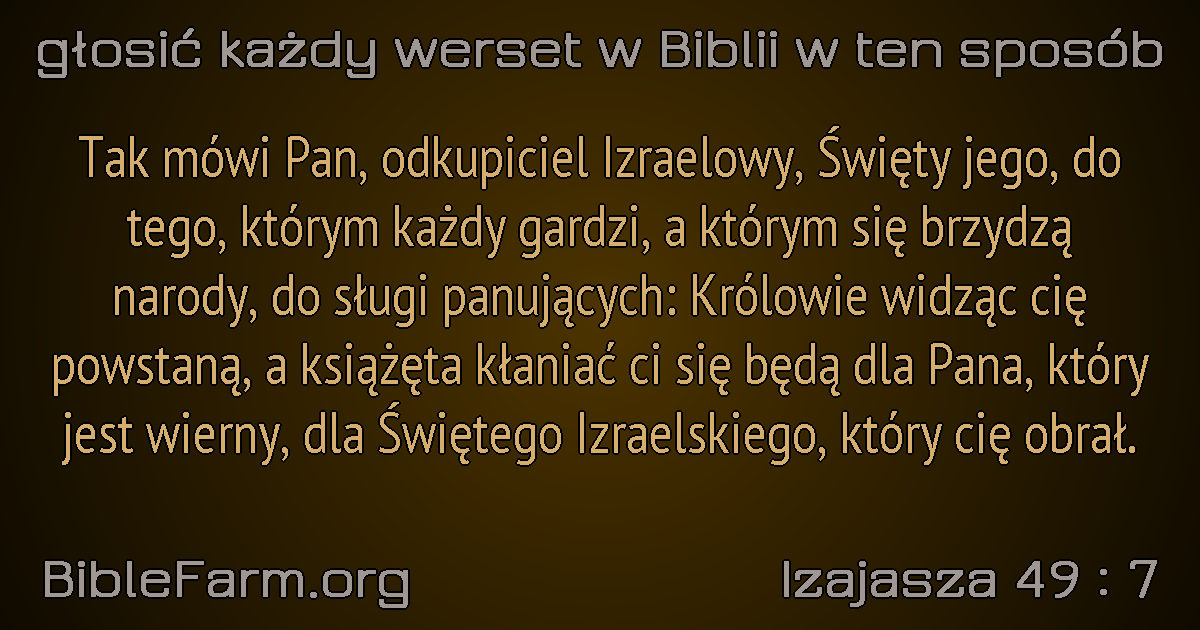 głosić każdy werset w Biblii w ten sposób
Tak mówi Pan, odkupiciel Izraelowy, Święty jego, do
tego, którym każdy gardzi, a którym się brzydzą
narody, do sługi panujących: Królowie widząc cię
powstaną, a książęta kłaniać ci się będą dla Pana, który
jest wierny, dla Świętego Izraelskiego, który cię obrał.
BibleFarm.org
Izajasza 49 : 7